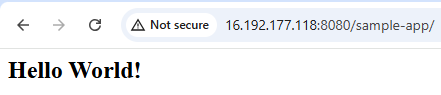 Not secure 16.192.177.118:8080/sample-app/
Hello World!